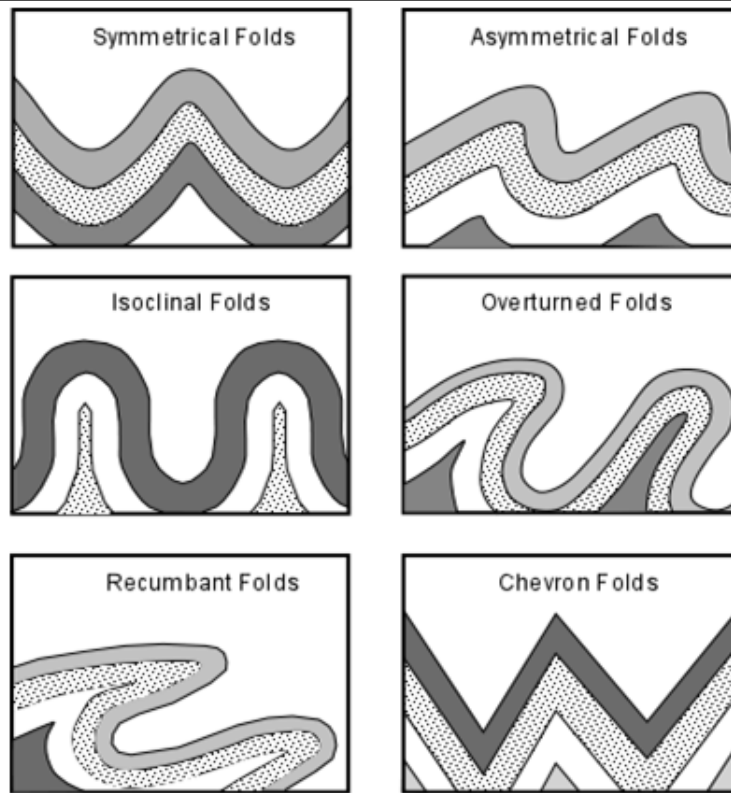 Symmetrical Folds
Asymmetrical Folds
Isoclinal Folds
Overturned Folds
Recumbant Folds
Chevron Folds